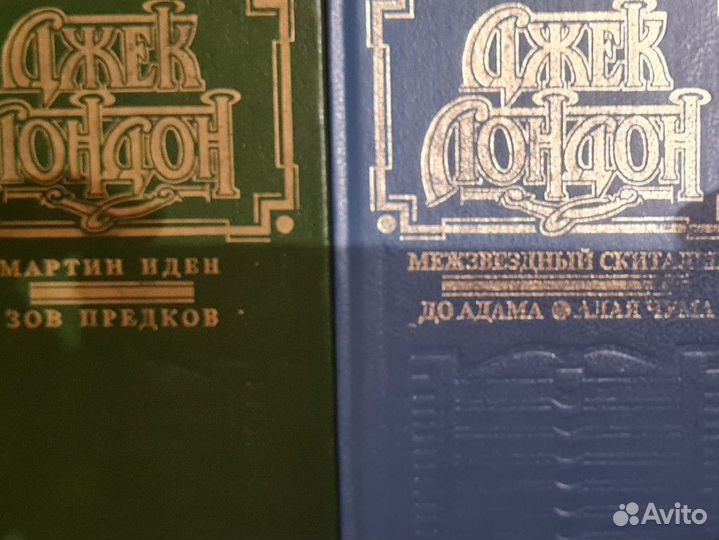 ДЖЕК
ЛОНДОН
МАРТИН ИДЕН
ЗОВ ПРЕДКОВ
ДЖЕК
ЛОНДОН
МЕЖЗВЕЗДНЫЙ СКИТАЛЕЦ
ДО АДАМА АЛАЯ ЧУМА
Avito